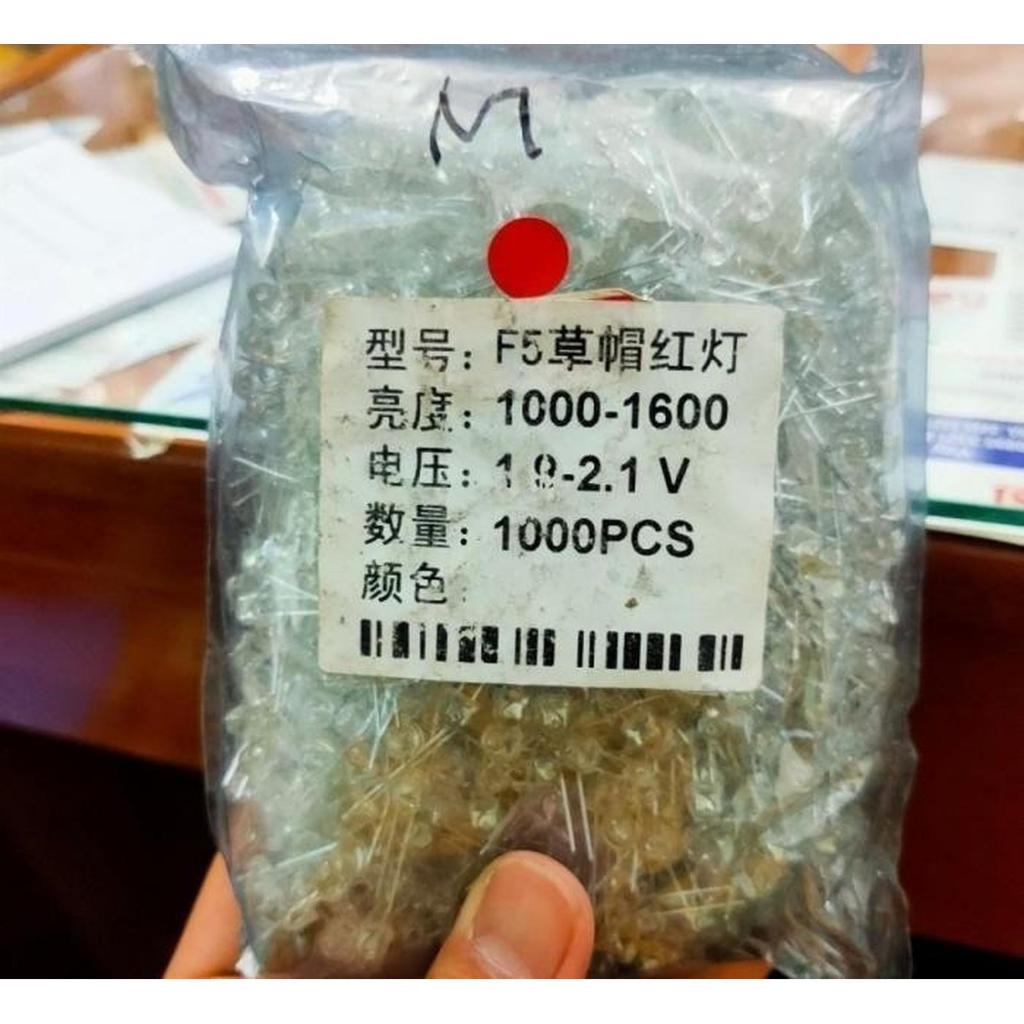 M
型号：F5草帽红灯
亮度：1000-1600
电压：1.9-2.1 V
数量：1000PCS
颜色：